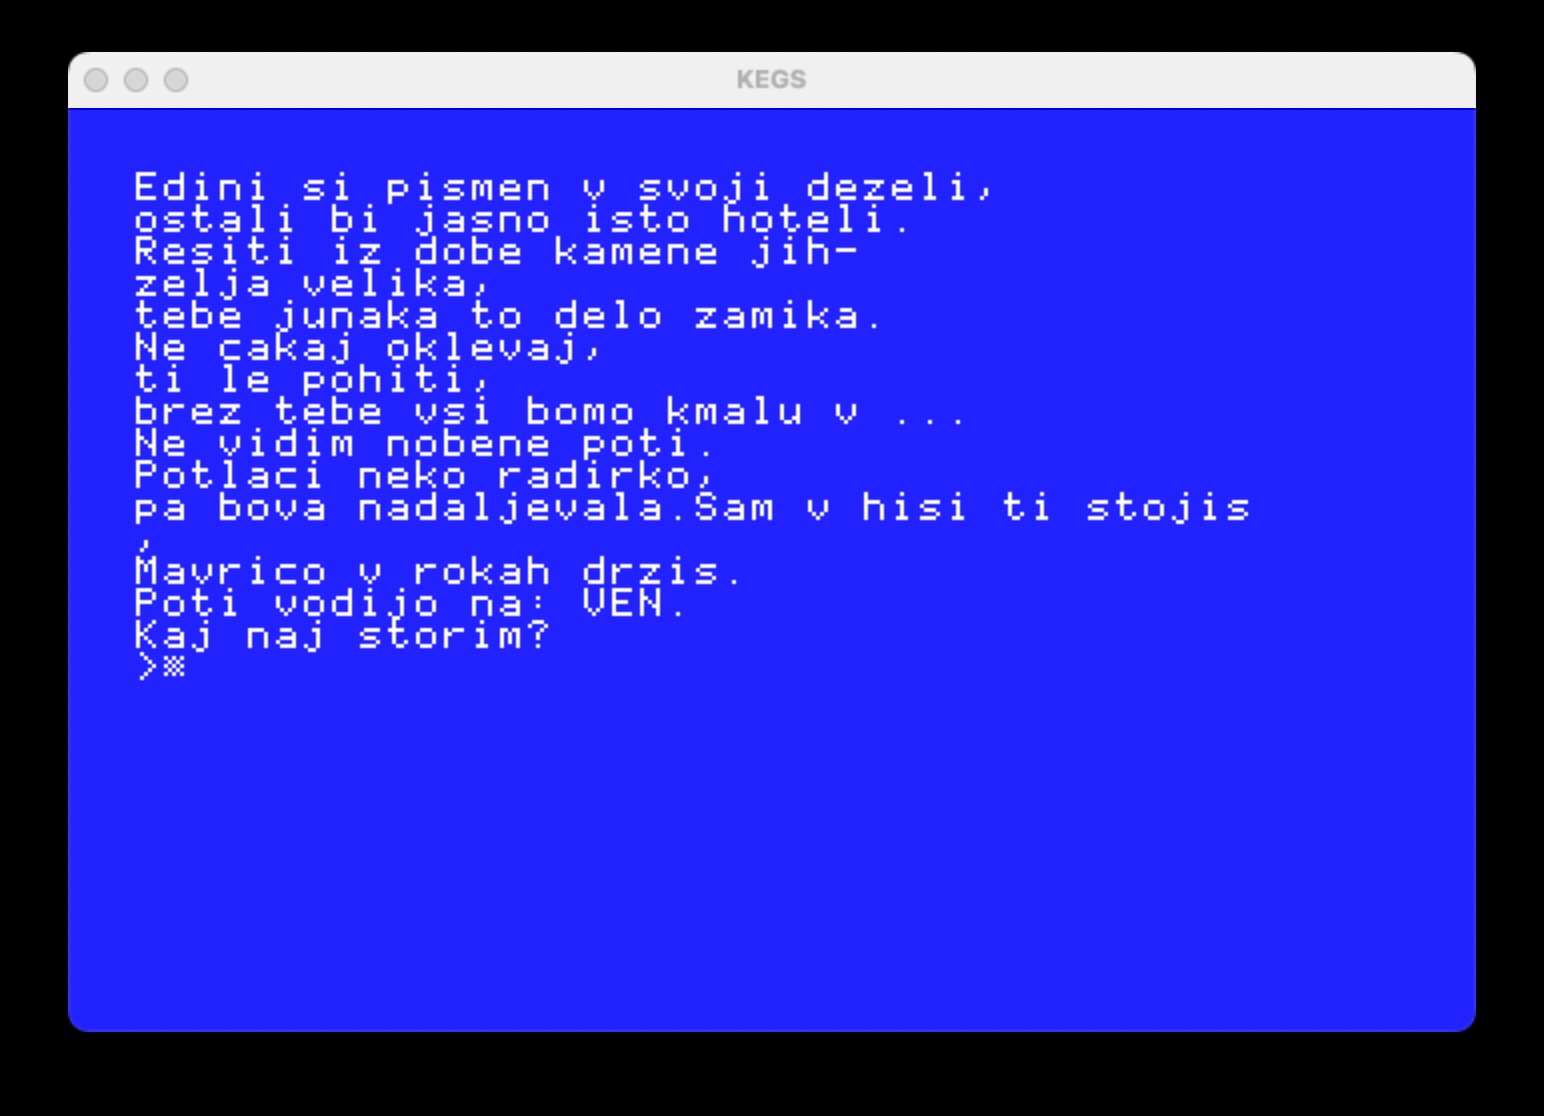 KEGS
Edini si pismen v svoji dezeli,
ostali bi jasno isto hoteli.
Resiti iz dobe kamene jih-
zelja velika,
tebe junaka to delo zamika.
Ne cakaj oklevaj,
ti le pohiti,
brez tebe vsi bomo kmalu v ...
Ne vidim nobene poti.
Potlaci neko radirko,
pa bova nadaljevala.Sam v hisi ti stojis
,
Mavrico v rokah drzis.
Poti vodijo na: VEN.
Kaj naj storim?
>